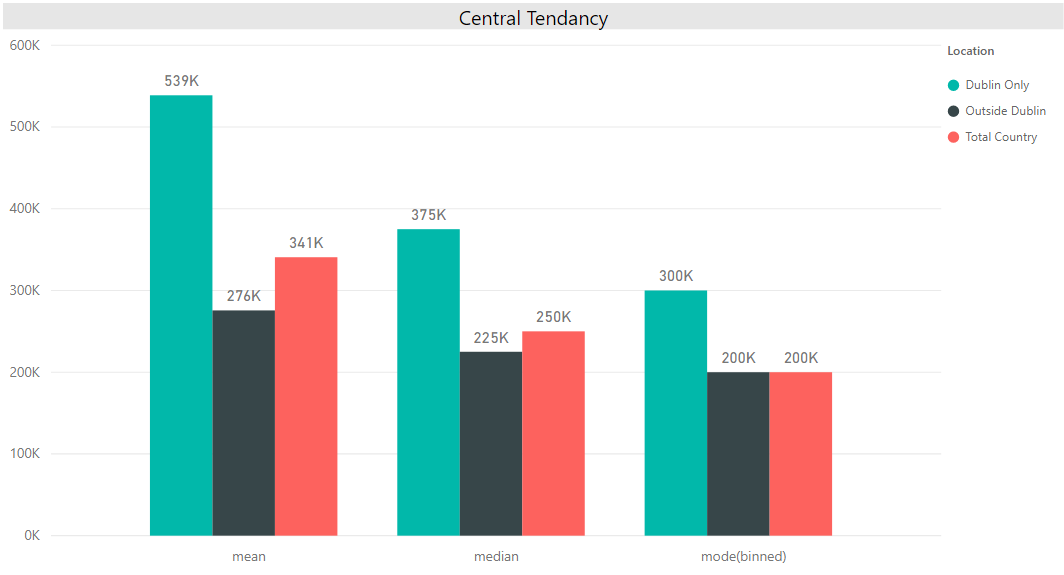 Central Tendancy
600K
500K
400K
300K
200K
100K
0K
539K
276K
341K
375K
225K
250K
300K
200K
200K
mean
median
mode(binned)
Location
Dublin Only
Outside Dublin
Total Country